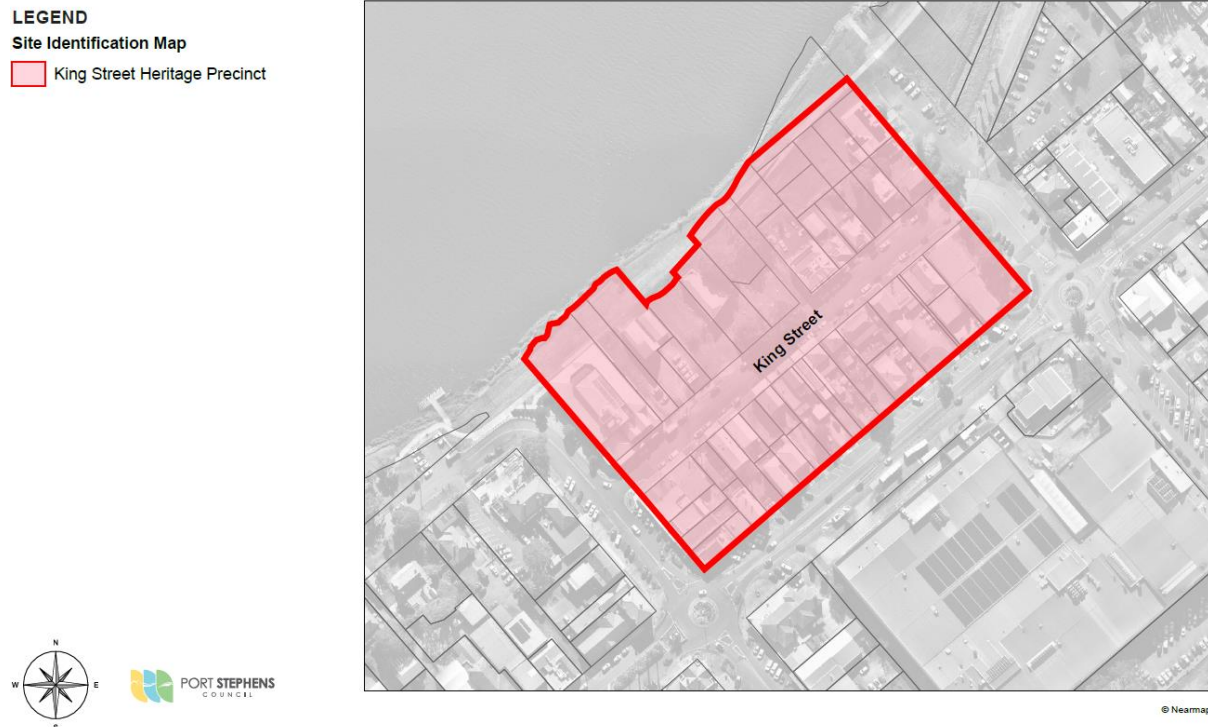 LEGEND
Site Identification Map
King Street Heritage Precinct
King Street
N
W
E
S
PORT STEPHENS
COUNCIL
© Nearmap